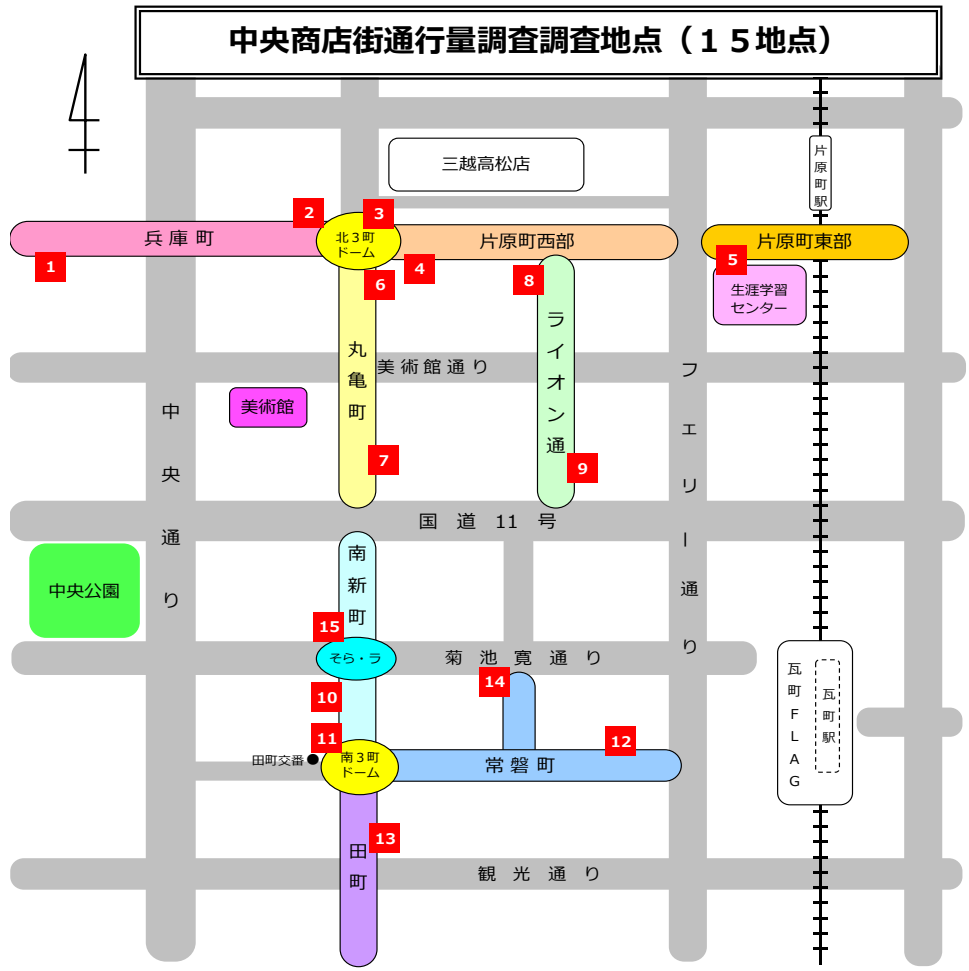 中央商店街通行量調査調査地点（１５地点）
片原町駅
三越高松店
2
3
兵庫町
北３町
ドーム
片原町西部
片原町東部
1
4
5
6
8
生涯学習
センター
丸亀町
ライオン通
美術館通り
フェリー通り
美術館
中央通り
7
9
国道11号
南新町
中央公園
15
そら・ラ
菊池寛通り
14
10
瓦町FLAG
瓦町駅
11
12
田町交番
南３町
ドーム
常磐町
13
田町
観光通り